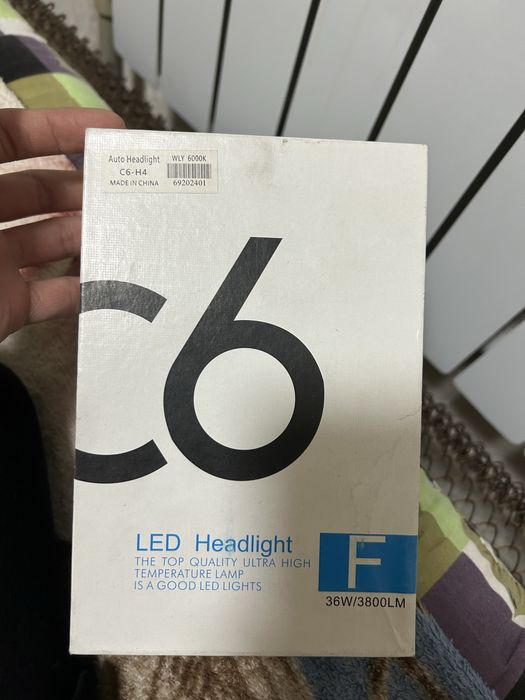 Auto Headlight
C6-H4
MADE IN CHINA
WLY 6000K
69202401
C6
LED Headlight
THE TOP QUALITY ULTRA HIGH
TEMPERATURE LAMP
IS A GOOD LED LIGHTS
F
36W/3800LM